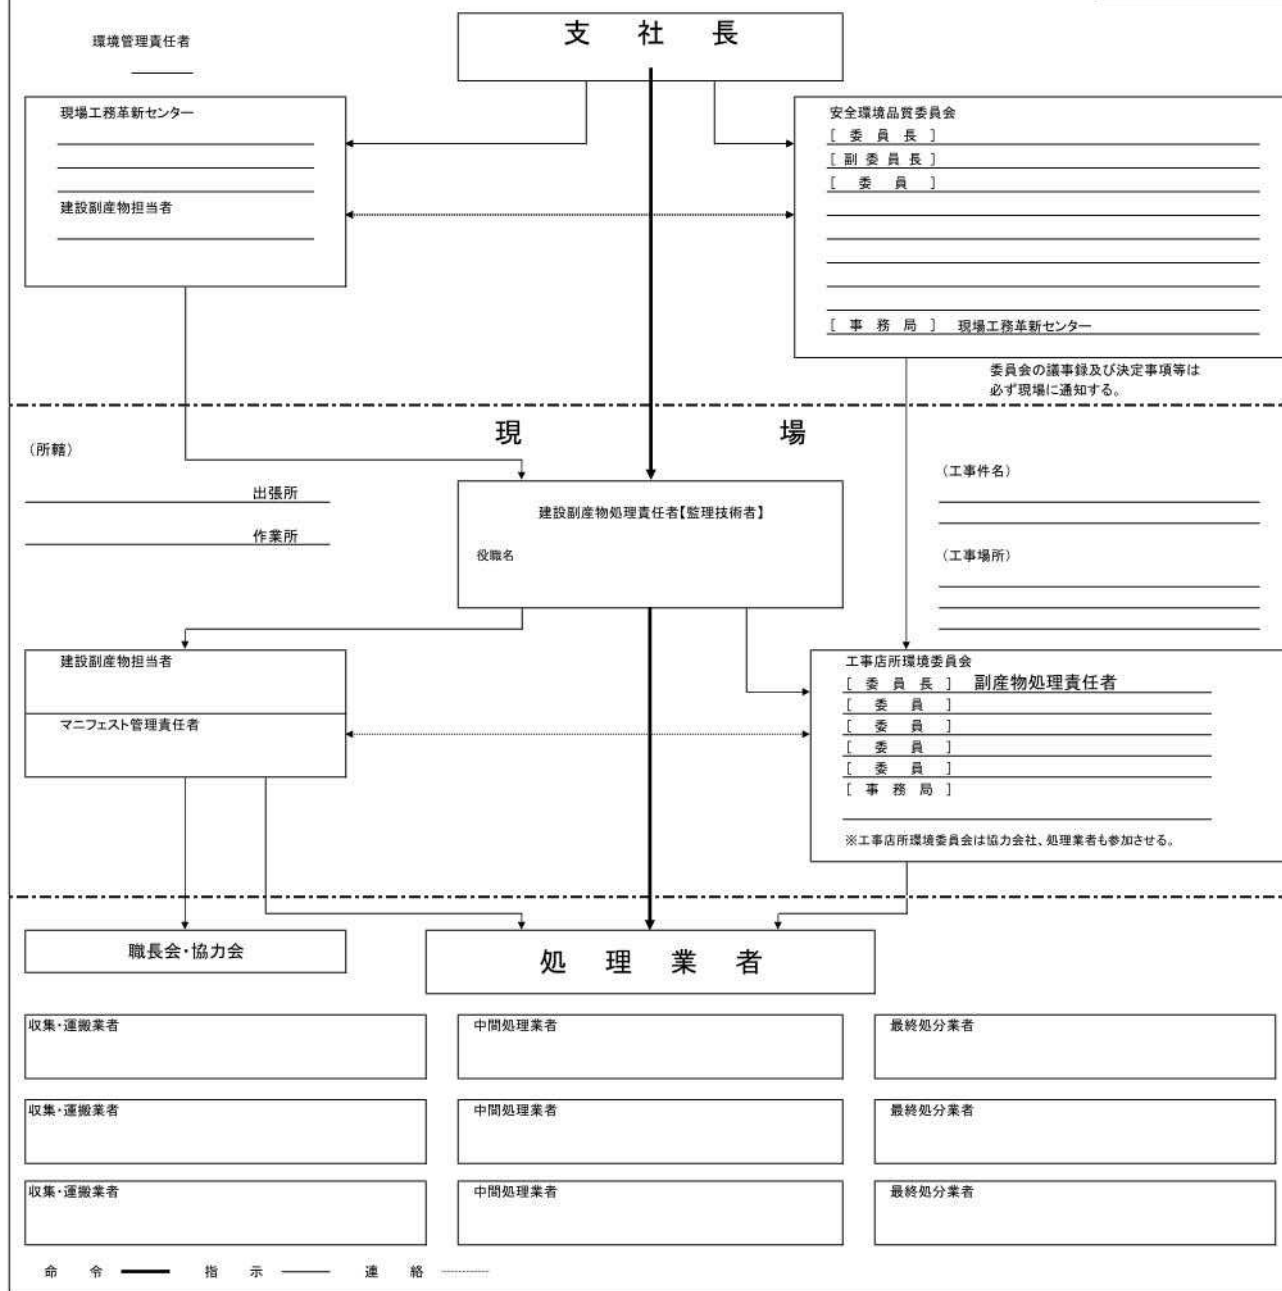 支社長
環境管理責任者
現場工務革新センター
建設副産物担当者
安全環境品質委員会
[ 委員長 ]
[ 副委員長 ]
[ 委員 ]
[ 事務局 ] 現場工務革新センター
委員会の議事録及び決定事項等は
必ず現場に通知する。
現場
(所轄)
出張所
作業所
建設副産物処理責任者【監理技術者】
役職名
(工事件名)
(工事場所)
建設副産物担当者
マニフェスト管理責任者
工事店所環境委員会
[ 委員長 ] 副産物処理責任者
[ 委員 ]
[ 委員 ]
[ 委員 ]
[ 委員 ]
[ 事務局 ]
※工事店所環境委員会は協力会社、処理業者も参加させる。
職長会・協力会
処理業者
収集・運搬業者 中間処理業者 最終処分業者
収集・運搬業者 中間処理業者 最終処分業者
収集・運搬業者 中間処理業者 最終処分業者
命令 指示 連絡